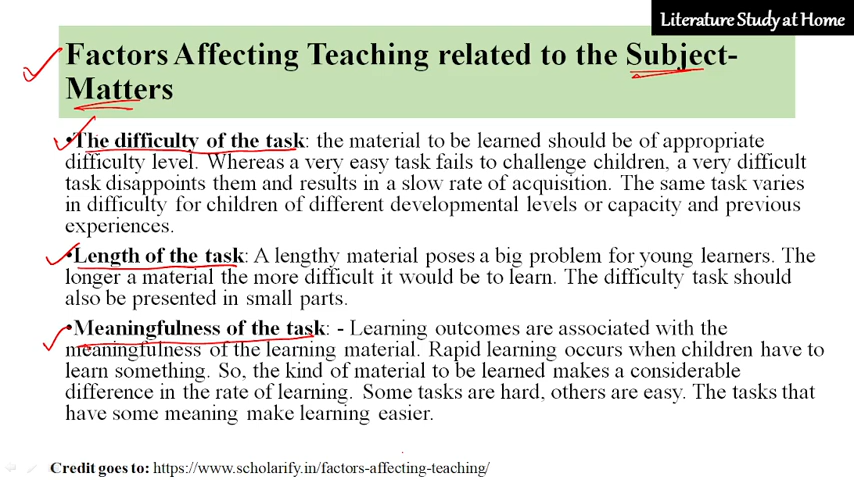 Literature Study at Home
Factors Affecting Teaching related to the Subject-
Matters
•The difficulty of the task: the material to be learned should be of appropriate
difficulty level. Whereas a very easy task fails to challenge children, a very difficult
task disappoints them and results in a slow rate of acquisition. The same task varies
in difficulty for children of different developmental levels or capacity and previous
experiences.
•Length of the task: A lengthy material poses a big problem for young learners. The
longer a material the more difficult it would be to learn. The difficulty task should
also be presented in small parts.
•Meaningfulness of the task: - Learning outcomes are associated with the
meaningfulness of the learning material. Rapid learning occurs when children have to
learn something. So, the kind of material to be learned makes a considerable
difference in the rate of learning. Some tasks are hard, others are easy. The tasks that
have some meaning make learning easier.
Credit goes to: https://www.scholarify.in/factors-affecting-teaching/